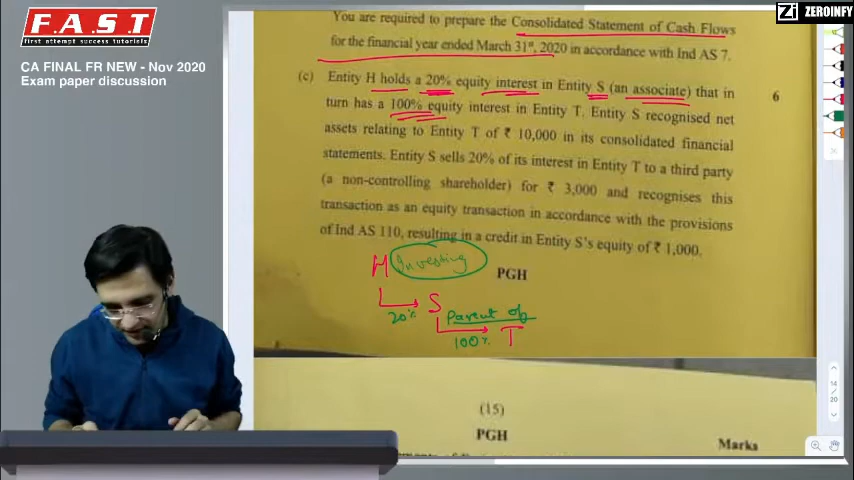 F.A.S.T
first attempt success tutorials
CA FINAL FR NEW - Nov 2020
Exam paper discussion
Zi ZEROINFY
You are required to prepare the Consolidated Statement of Cash Flows
for the financial year ended March 31st, 2020 in accordance with Ind AS 7.
(c) Entity H holds a 20% equity interest in Entity S (an associate) that in
turn has a 100% equity interest in Entity T. Entity S recognised net
assets relating to Entity T of ₹ 10,000 in its consolidated financial
statements. Entity S sells 20% of its interest in Entity T to a third party
(a non-controlling shareholder) for ₹ 3,000 and recognises this
transaction as an equity transaction in accordance with the provisions
of Ind AS 110, resulting in a credit in Entity S's equity of ₹ 1,000.
6
H Investing
PGH
20% S Parent of
100% T
(15)
PGH
Marks
14
20